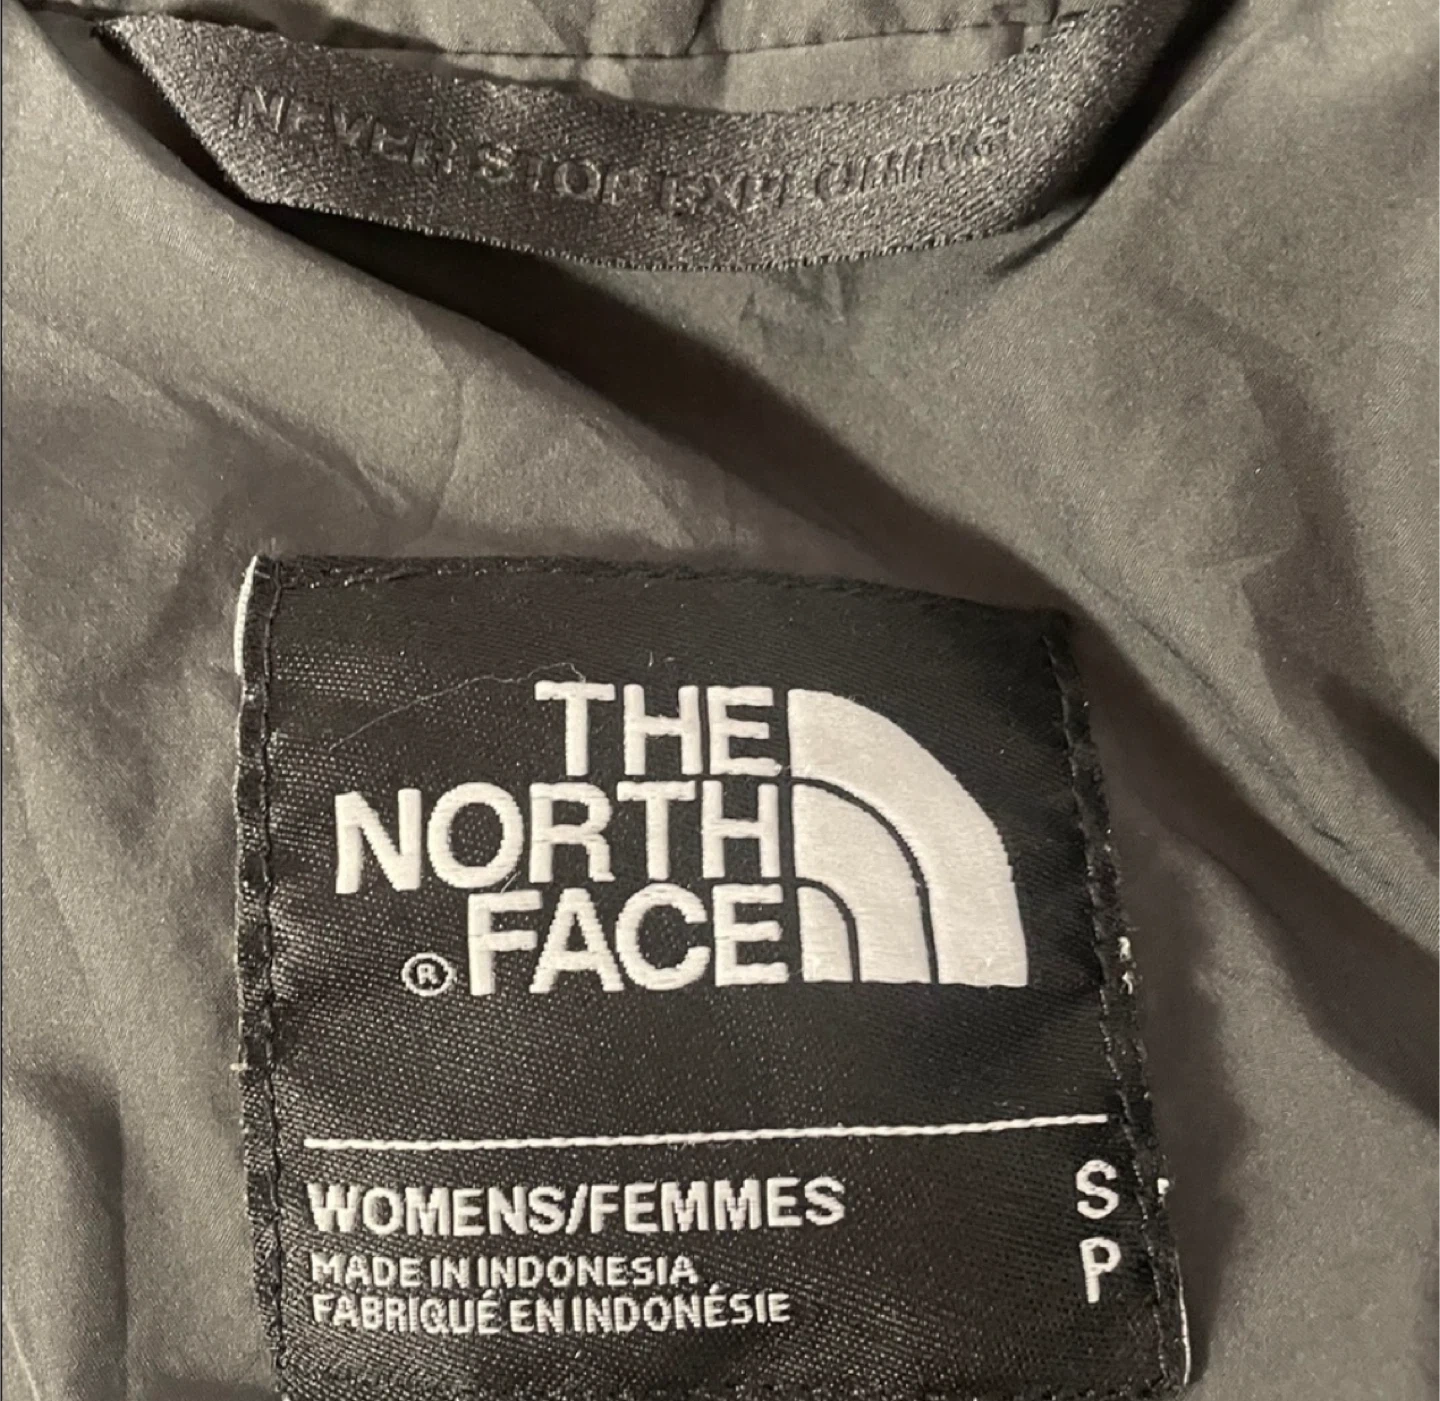 NEVER STOP EXPLORING
THE
NORTH
FACE
®
WOMENS/FEMMES S
MADE IN INDONESIA P
FABRIQUÉ EN INDONÉSIE